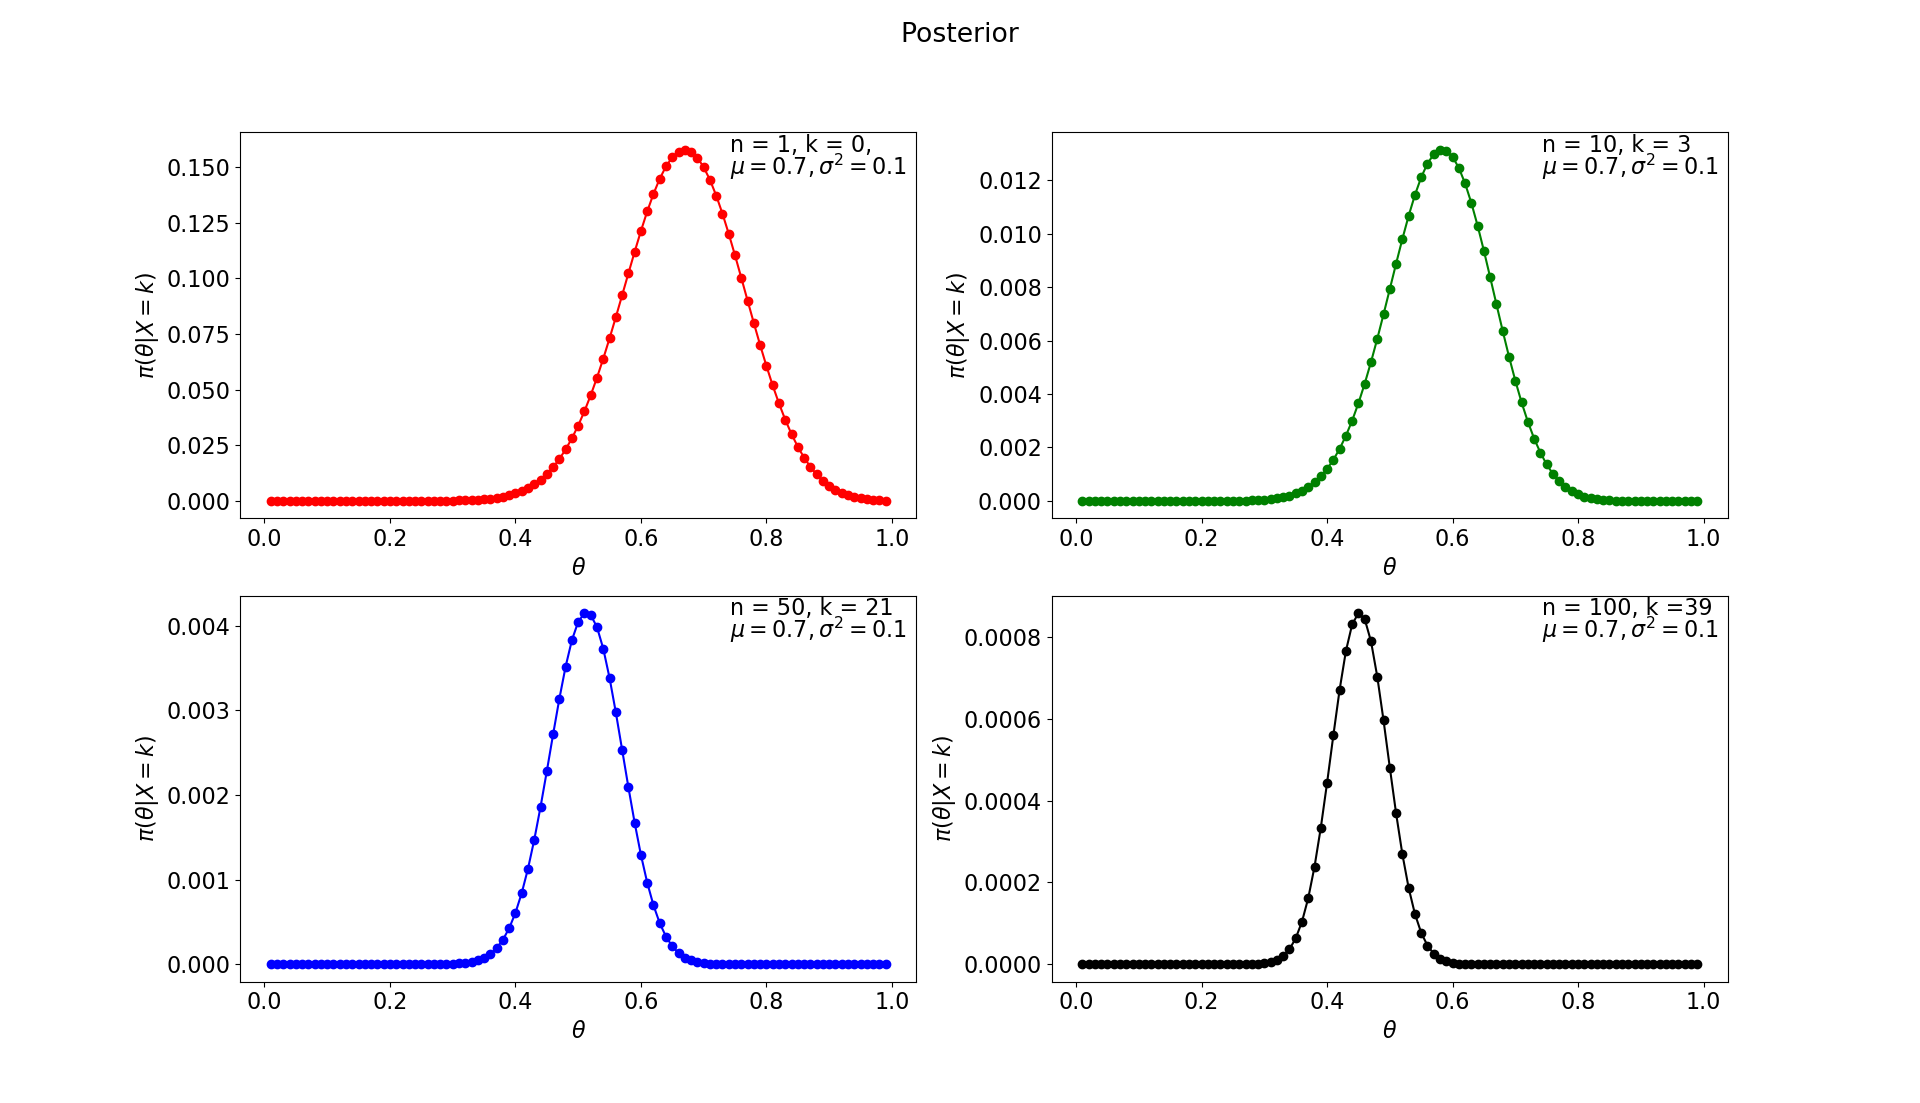 Posterior
n = 1, k = 0,
μ = 0.7, σ² = 0.1
0.150
0.125
0.100
0.075
0.050
0.025
0.000
π(θ|X = k)
0.0 0.2 0.4 0.6 0.8 1.0
θ
n = 10, k = 3
μ = 0.7, σ² = 0.1
0.012
0.010
0.008
0.006
0.004
0.002
0.000
π(θ|X = k)
0.0 0.2 0.4 0.6 0.8 1.0
θ
n = 50, k = 21
μ = 0.7, σ² = 0.1
0.004
0.003
0.002
0.001
0.000
π(θ|X = k)
0.0 0.2 0.4 0.6 0.8 1.0
θ
n = 100, k =39
μ = 0.7, σ² = 0.1
0.0008
0.0006
0.0004
0.0002
0.0000
π(θ|X = k)
0.0 0.2 0.4 0.6 0.8 1.0
θ